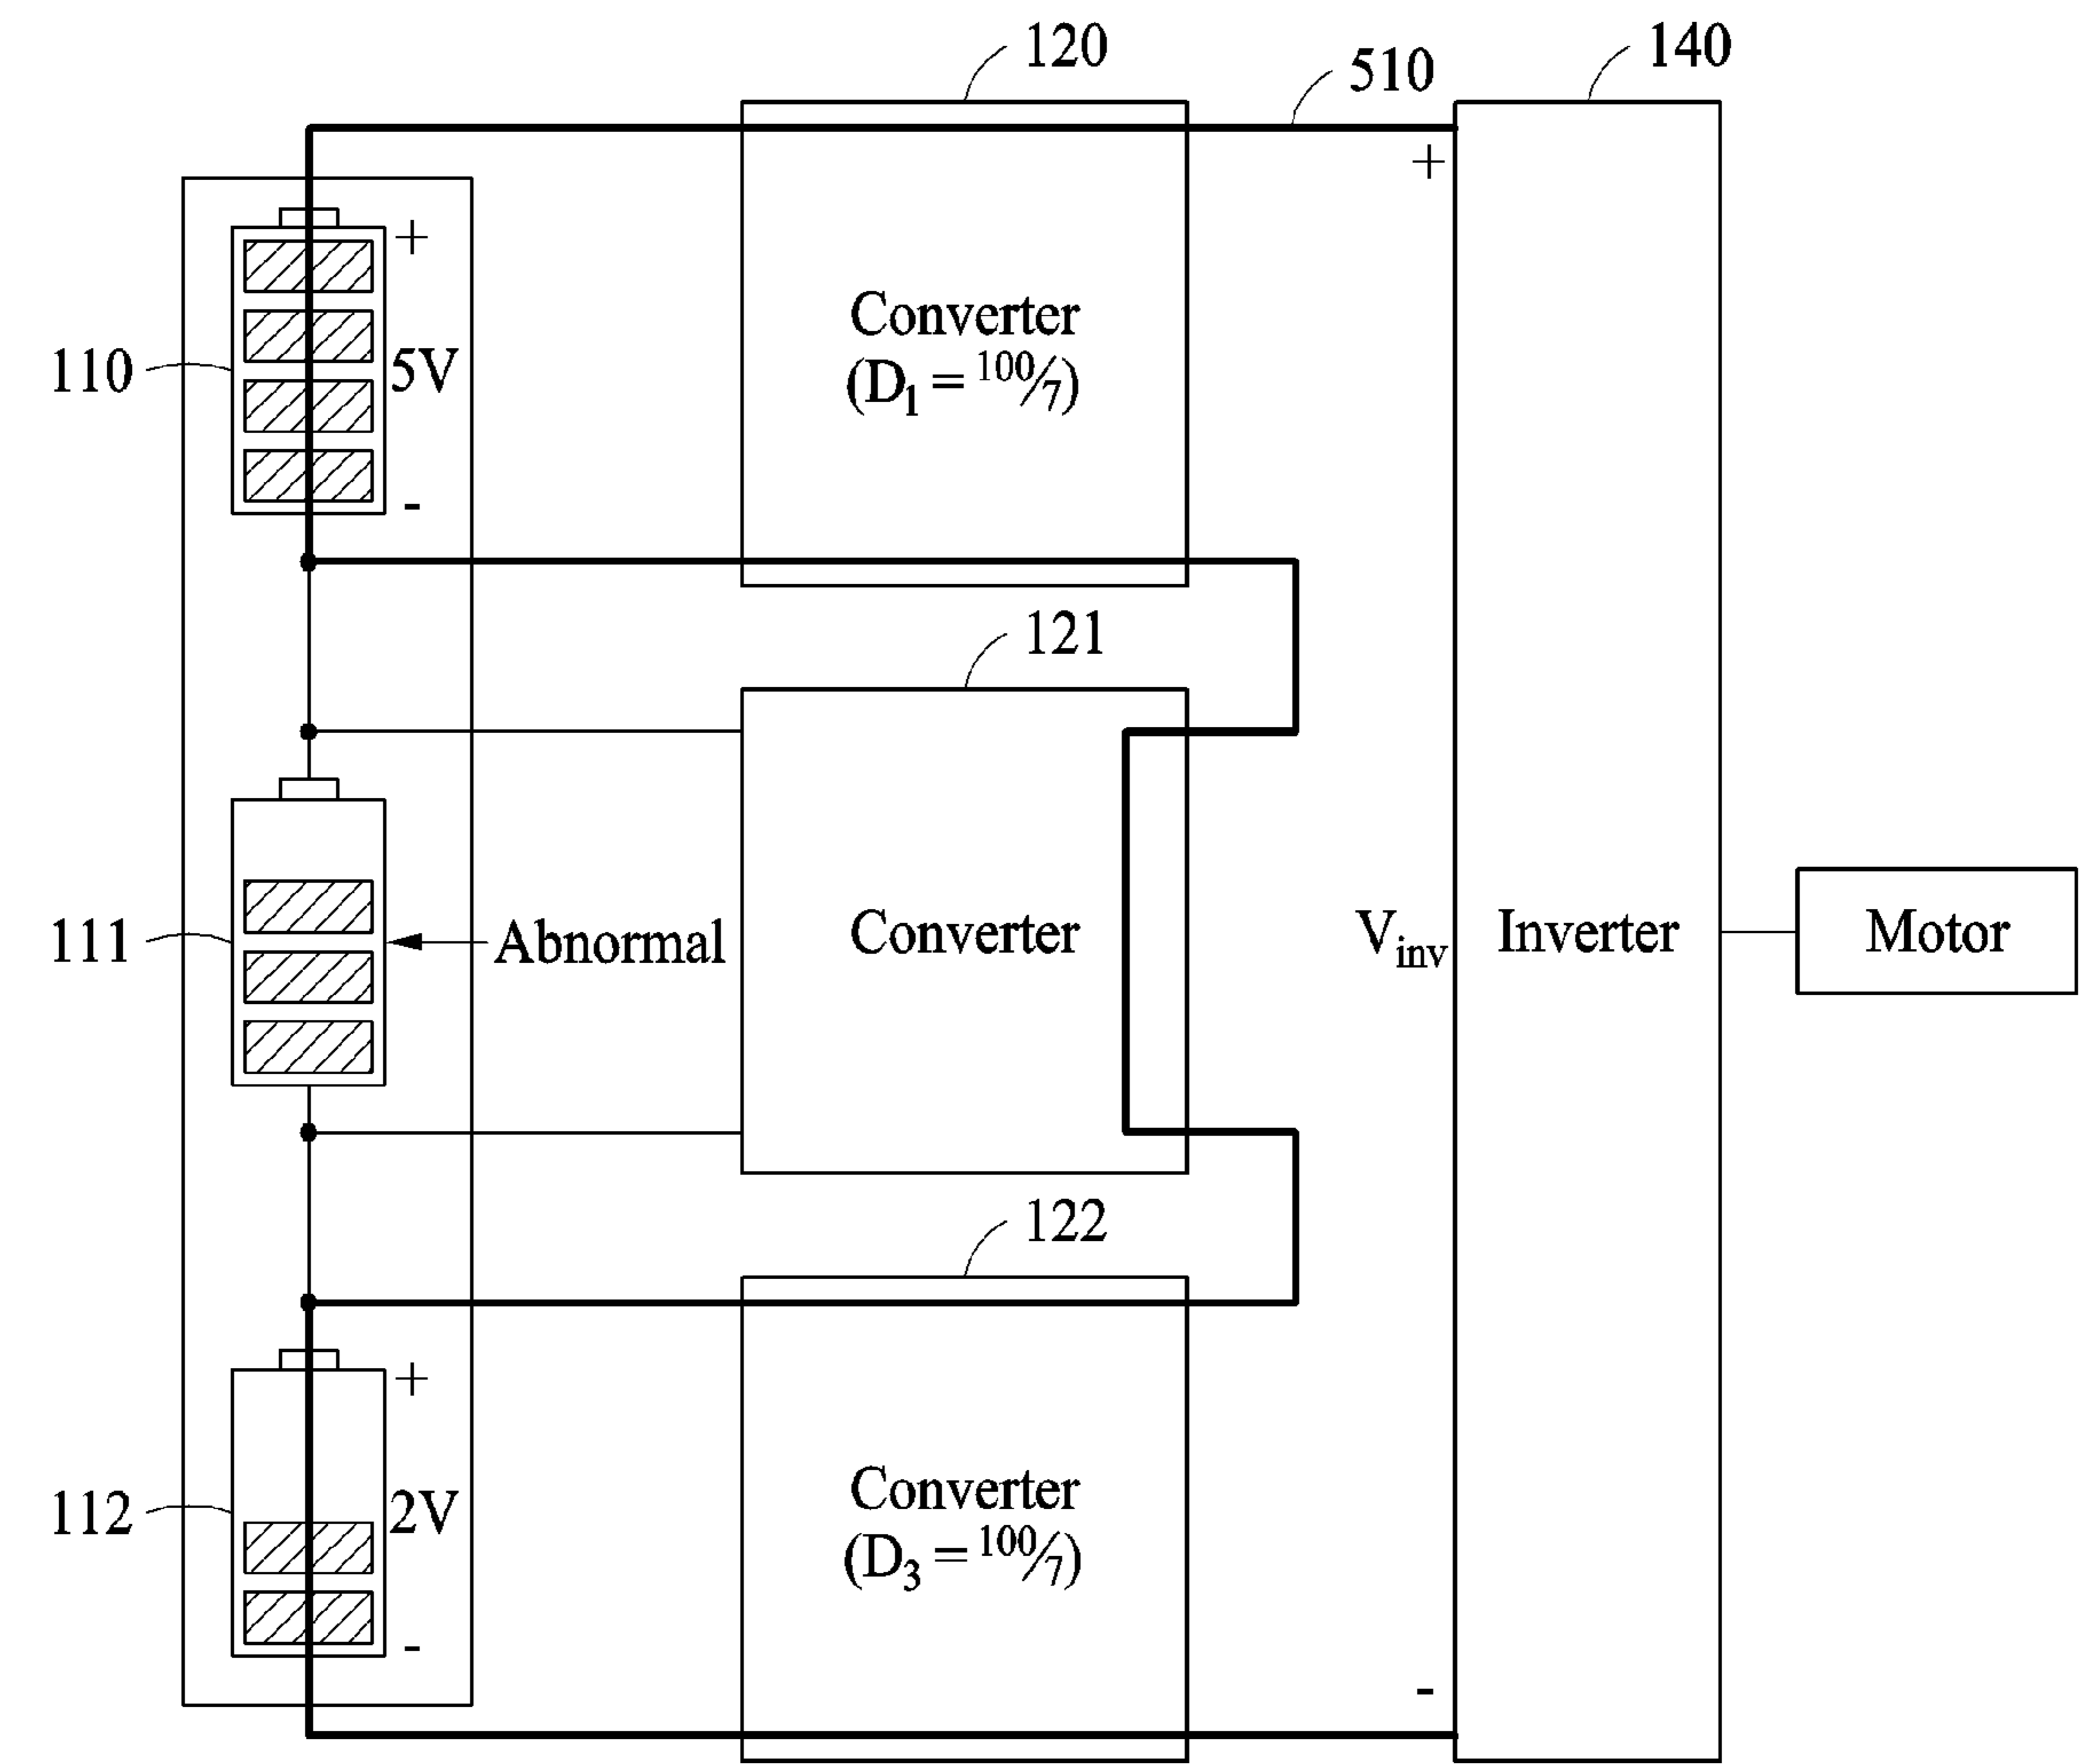 120
510
140
+
+
Converter
(D1 = 100/7)
110
5V
-
121
111
Abnormal
Converter
Vinv
Inverter
Motor
122
+
Converter
(D3 = 100/7)
112
2V
-
-